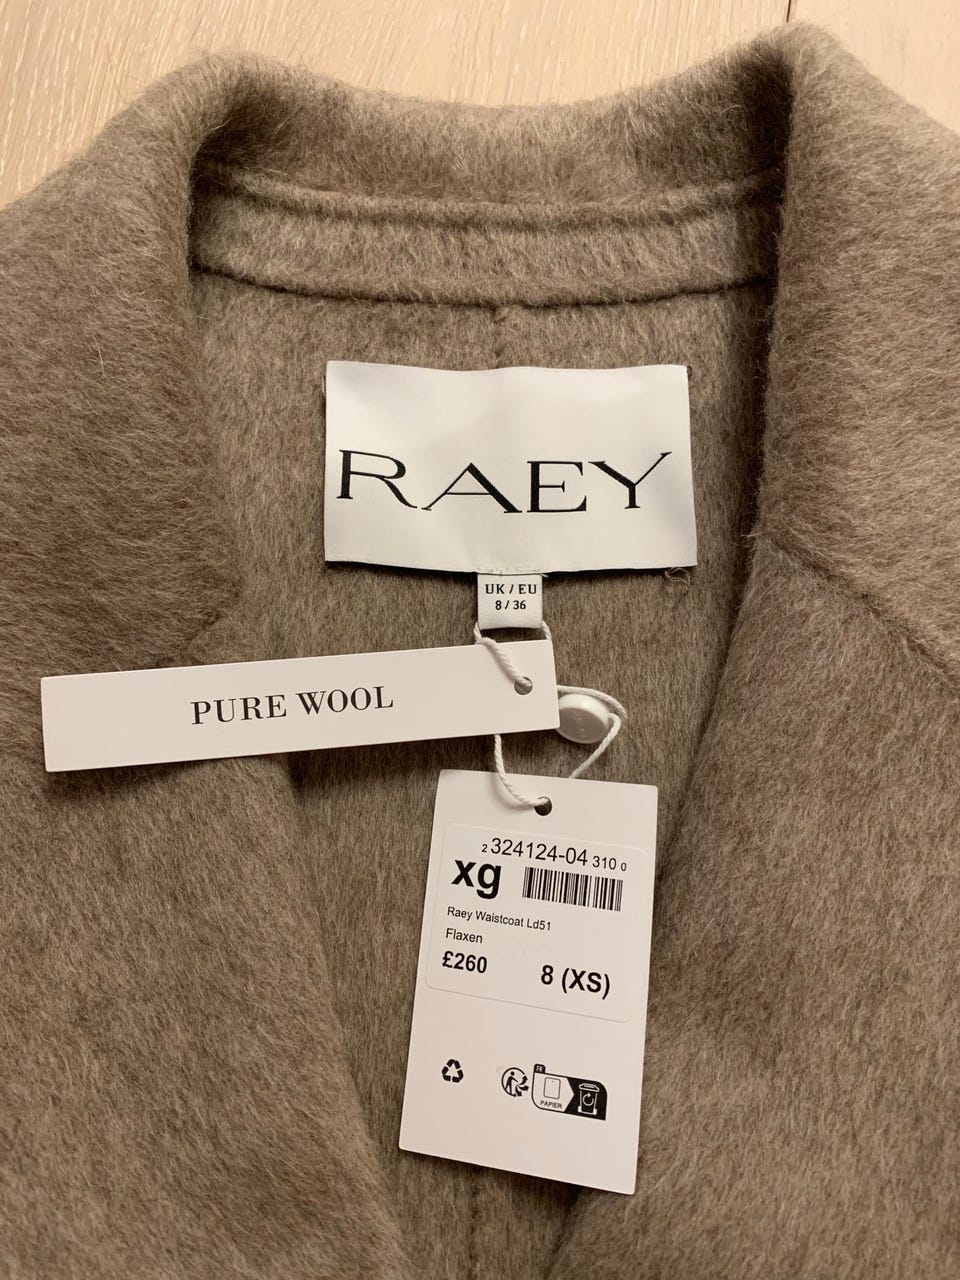 RAEY
UK / EU
8 / 36
PURE WOOL
2 324124-04 310 0
xg
Raey Waistcoat Ld51
Flaxen
£260 8 (XS)
FR
PAPIER